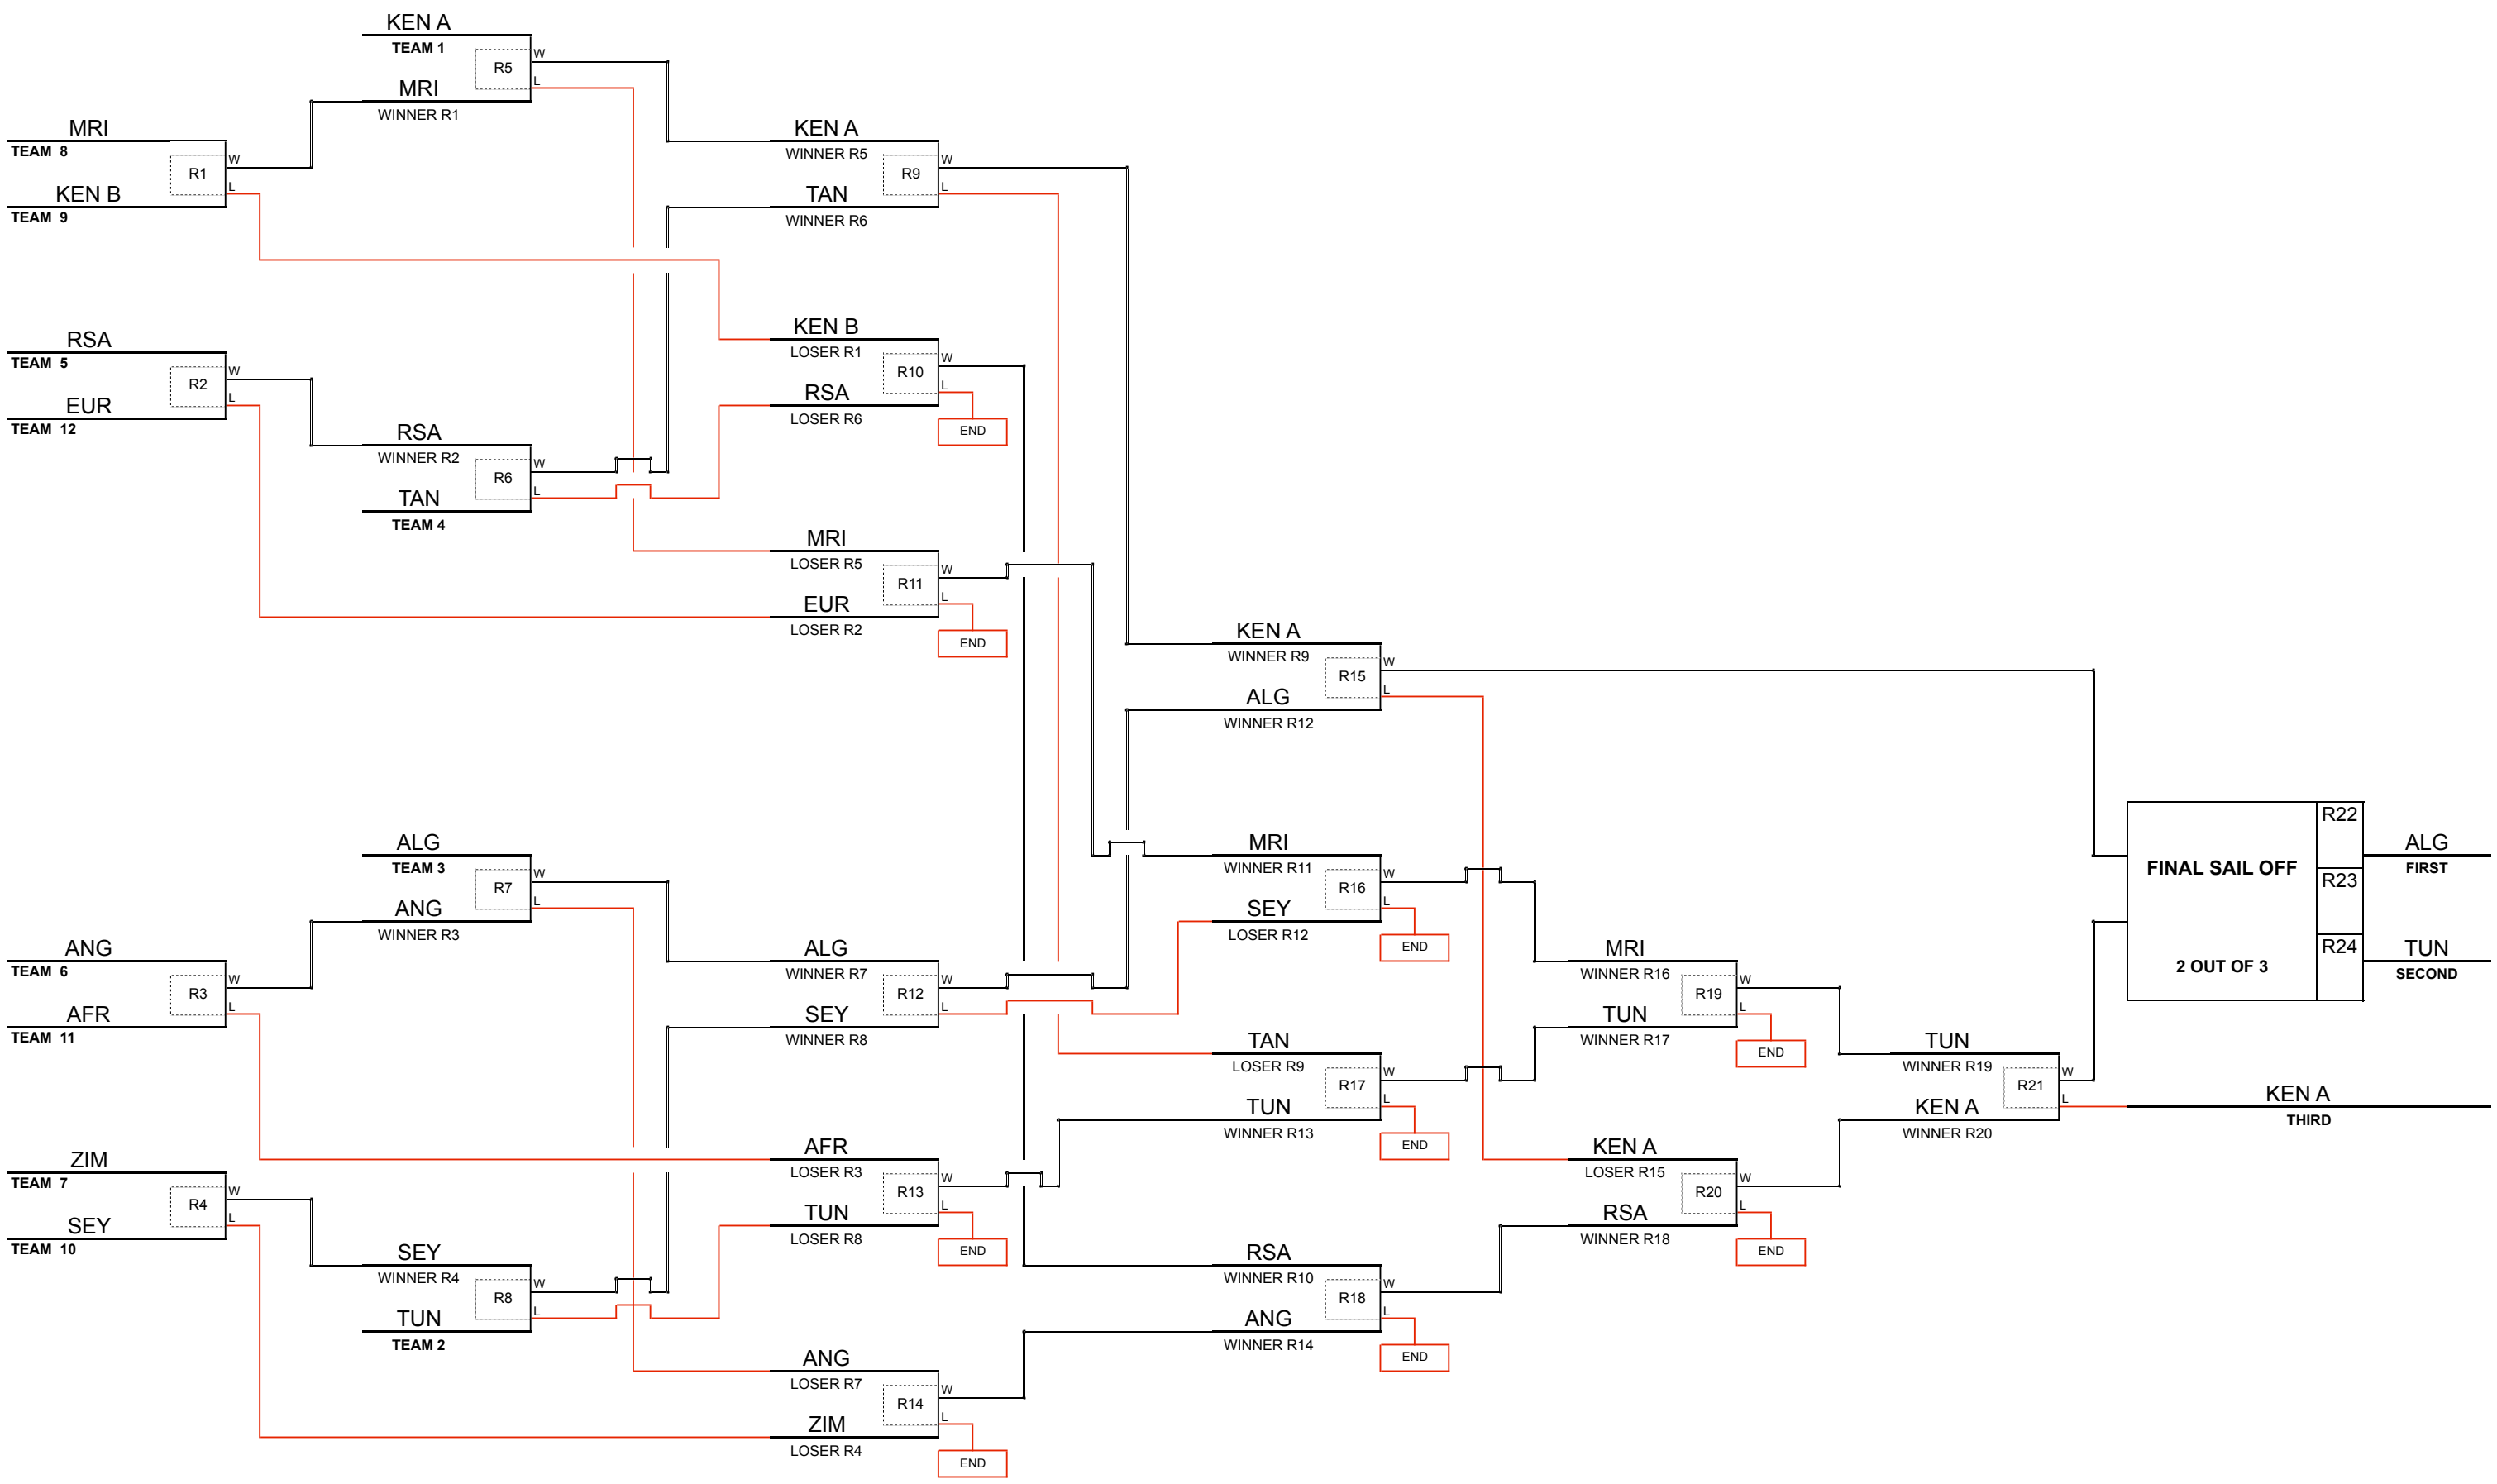 KEN A
TEAM 1
R5
W
L
MRI
WINNER R1
MRI
TEAM 8
R1
W
L
KEN B
TEAM 9
KEN A
WINNER R5
R9
W
L
TAN
WINNER R6
RSA
TEAM 5
R2
W
L
EUR
TEAM 12
KEN B
LOSER R1
R10
W
L
RSA
LOSER R6
END
RSA
WINNER R2
R6
W
L
TAN
TEAM 4
MRI
LOSER R5
R11
W
L
EUR
LOSER R2
END
KEN A
WINNER R9
R15
W
L
ALG
WINNER R12
ALG
TEAM 3
R7
W
L
ANG
WINNER R3
MRI
WINNER R11
R16
W
L
SEY
LOSER R12
END
FINAL SAIL OFF
2 OUT OF 3
R22
R23
R24
ALG
FIRST
TUN
SECOND
ANG
TEAM 6
R3
W
L
AFR
TEAM 11
ALG
WINNER R7
R12
W
L
SEY
WINNER R8
MRI
WINNER R16
R19
W
L
TUN
WINNER R17
END
TAN
LOSER R9
R17
W
L
TUN
WINNER R13
END
TUN
WINNER R19
R21
W
L
KEN A
WINNER R20
KEN A
THIRD
ZIM
TEAM 7
R4
W
L
SEY
TEAM 10
AFR
LOSER R3
R13
W
L
TUN
LOSER R8
END
KEN A
LOSER R15
R20
W
L
RSA
WINNER R18
END
SEY
WINNER R4
R8
W
L
TUN
TEAM 2
RSA
WINNER R10
R18
W
L
ANG
WINNER R14
END
ANG
LOSER R7
R14
W
L
ZIM
LOSER R4
END